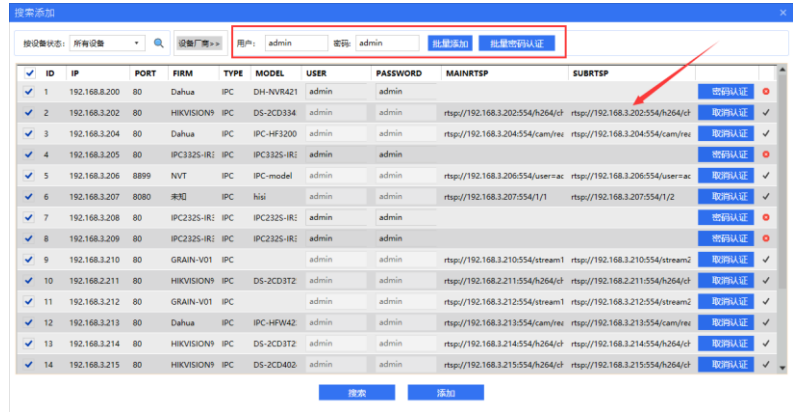 搜索添加
按设备状态: 所有设备 设备厂商>> 用户: admin 密码: admin 批量添加 批量密码认证
ID IP PORT FIRM TYPE MODEL USER PASSWORD MAINRTSP SUBRTSP
1 192.168.8.200 80 Dahua IPC DH-NVR421 admin admin 密码认证
2 192.168.3.202 80 HIKVISION% IPC DS-2CD334 admin admin rtsp://192.168.3.202:554/h264/ch rtsp://192.168.3.202:554/h264/ch 取消认证
3 192.168.3.204 80 Dahua IPC IPC-HF3200 admin admin rtsp://192.168.3.204:554/cam/rea rtsp://192.168.3.204:554/cam/rea 取消认证
4 192.168.3.205 80 IPC332S-IR3 IPC IPC332S-IR3 admin admin 密码认证
5 192.168.3.206 8899 NVT IPC IPC-model admin admin rtsp://192.168.3.206:554/user=ac rtsp://192.168.3.206:554/user=ac 取消认证
6 192.168.3.207 8080 未知 IPC hisi admin admin rtsp://192.168.3.207:554/1/1 rtsp://192.168.3.207:554/1/2 取消认证
7 192.168.3.208 80 IPC232S-IR3 IPC IPC232S-IR3 admin admin 密码认证
8 192.168.3.209 80 IPC232S-IR3 IPC IPC232S-IR3 admin admin 密码认证
9 192.168.3.210 80 GRAIN-V01 IPC admin admin rtsp://192.168.3.210:554/stream1 rtsp://192.168.3.210:554/stream2 取消认证
10 192.168.2.211 80 HIKVISION% IPC DS-2CD3T2 admin admin rtsp://192.168.2.211:554/h264/ch rtsp://192.168.2.211:554/h264/ch 取消认证
11 192.168.3.212 80 GRAIN-V01 IPC admin admin rtsp://192.168.3.212:554/stream1 rtsp://192.168.3.212:554/stream2 取消认证
12 192.168.3.213 80 Dahua IPC IPC-HFW42 admin admin rtsp://192.168.3.213:554/cam/rea rtsp://192.168.3.213:554/cam/rea 取消认证
13 192.168.3.214 80 HIKVISION% IPC DS-2CD3T2 admin admin rtsp://192.168.3.214:554/h264/ch rtsp://192.168.3.214:554/h264/ch 取消认证
14 192.168.3.215 80 HIKVISION% IPC DS-2CD402 admin admin rtsp://192.168.3.215:554/h264/ch rtsp://192.168.3.215:554/h264/ch 取消认证
搜索 添加